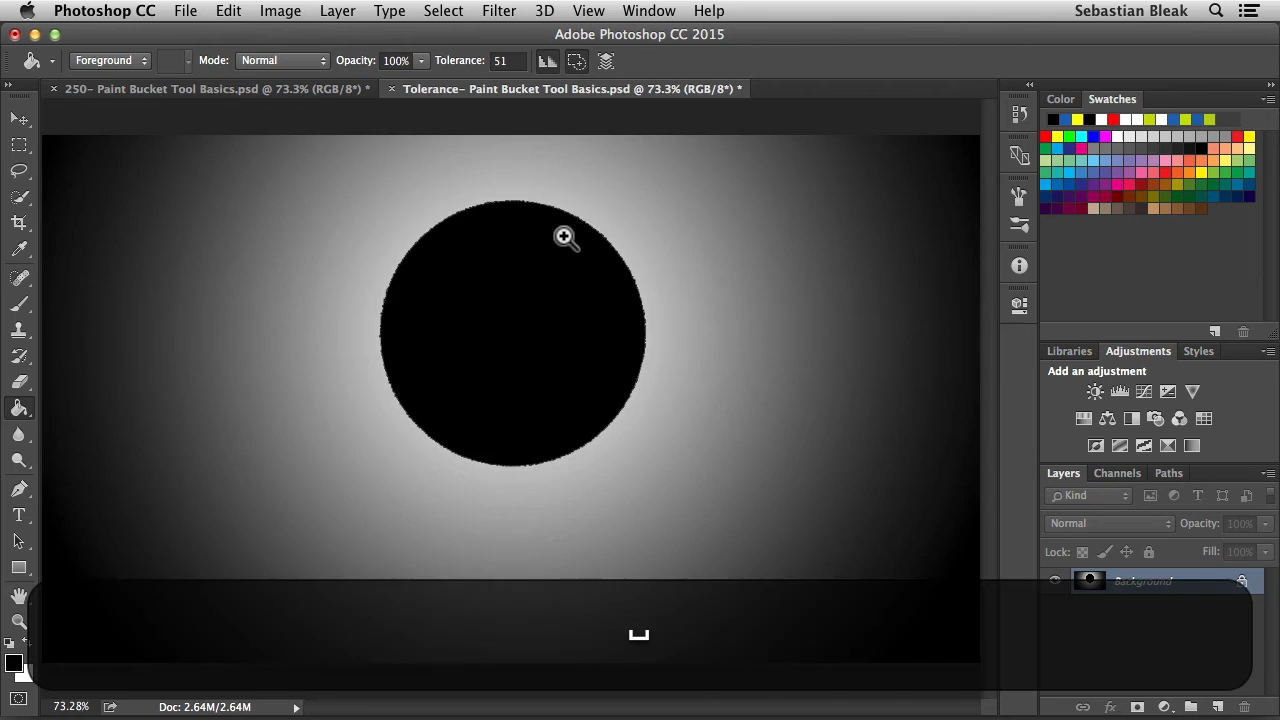 Photoshop CC File Edit Image Layer Type Select Filter 3D View Window Help Sebastian Bleak
Adobe Photoshop CC 2015
Foreground Mode: Normal Opacity: 100% Tolerance: 51
250- Paint Bucket Tool Basics.psd @ 73.3% (RGB/8*) *
Tolerance- Paint Bucket Tool Basics.psd @ 73.3% (RGB/8*) *
Color Swatches
Libraries Adjustments Styles
Add an adjustment
Layers Channels Paths
Kind
Normal Opacity: 100%
Lock: Fill: 100%
Background
73.28% Doc: 2.64M/2.64M